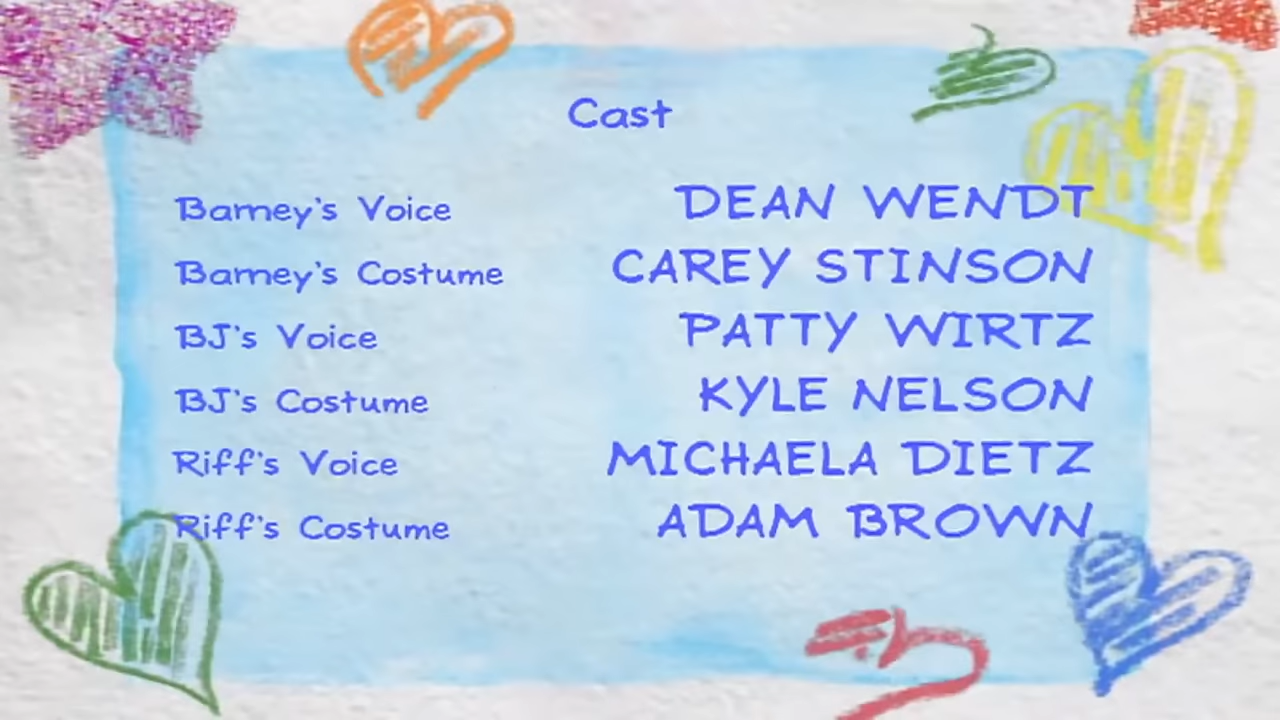 Cast
Barney's Voice DEAN WENDT
Barney's Costume CAREY STINSON
BJ's Voice PATTY WIRTZ
BJ's Costume KYLE NELSON
Riff's Voice MICHAELA DIETZ
Riff's Costume ADAM BROWN